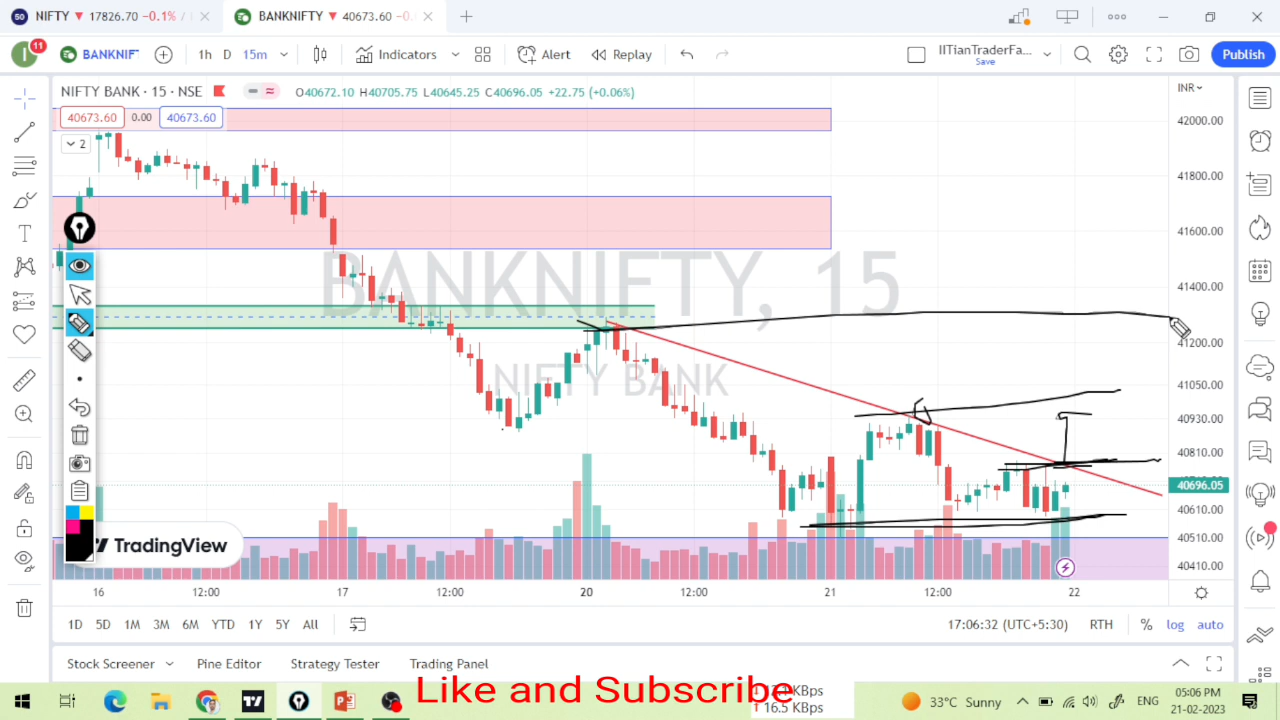 50 NIFTY ▼ 17826.70 −0.1% /
BANKNIFTY ▼ 40673.60 −0.
I 11 BANKNIF 1h D 15m Indicators Alert Replay IITianTraderFa... Save Publish
NIFTY BANK · 15 · NSE O40672.10 H40705.75 L40645.25 C40696.05 +22.75 (+0.06%)
INR
40673.60 0.00 40673.60
2
BANKNIFTY, 15
NIFTY BANK
42000.00
41800.00
41600.00
41400.00
41200.00
41050.00
40930.00
40810.00
40696.05
40610.00
40510.00
40410.00
TradingView
16 12:00 17 12:00 20 12:00 21 12:00 22
1D 5D 1M 3M 6M YTD 1Y 5Y All 17:06:32 (UTC+5:30) RTH % log auto
Stock Screener Pine Editor Strategy Tester Trading Panel
Like and Subscribe
KBps
16.5 KBps
33°C Sunny ENG 05:06 PM
21-02-2023